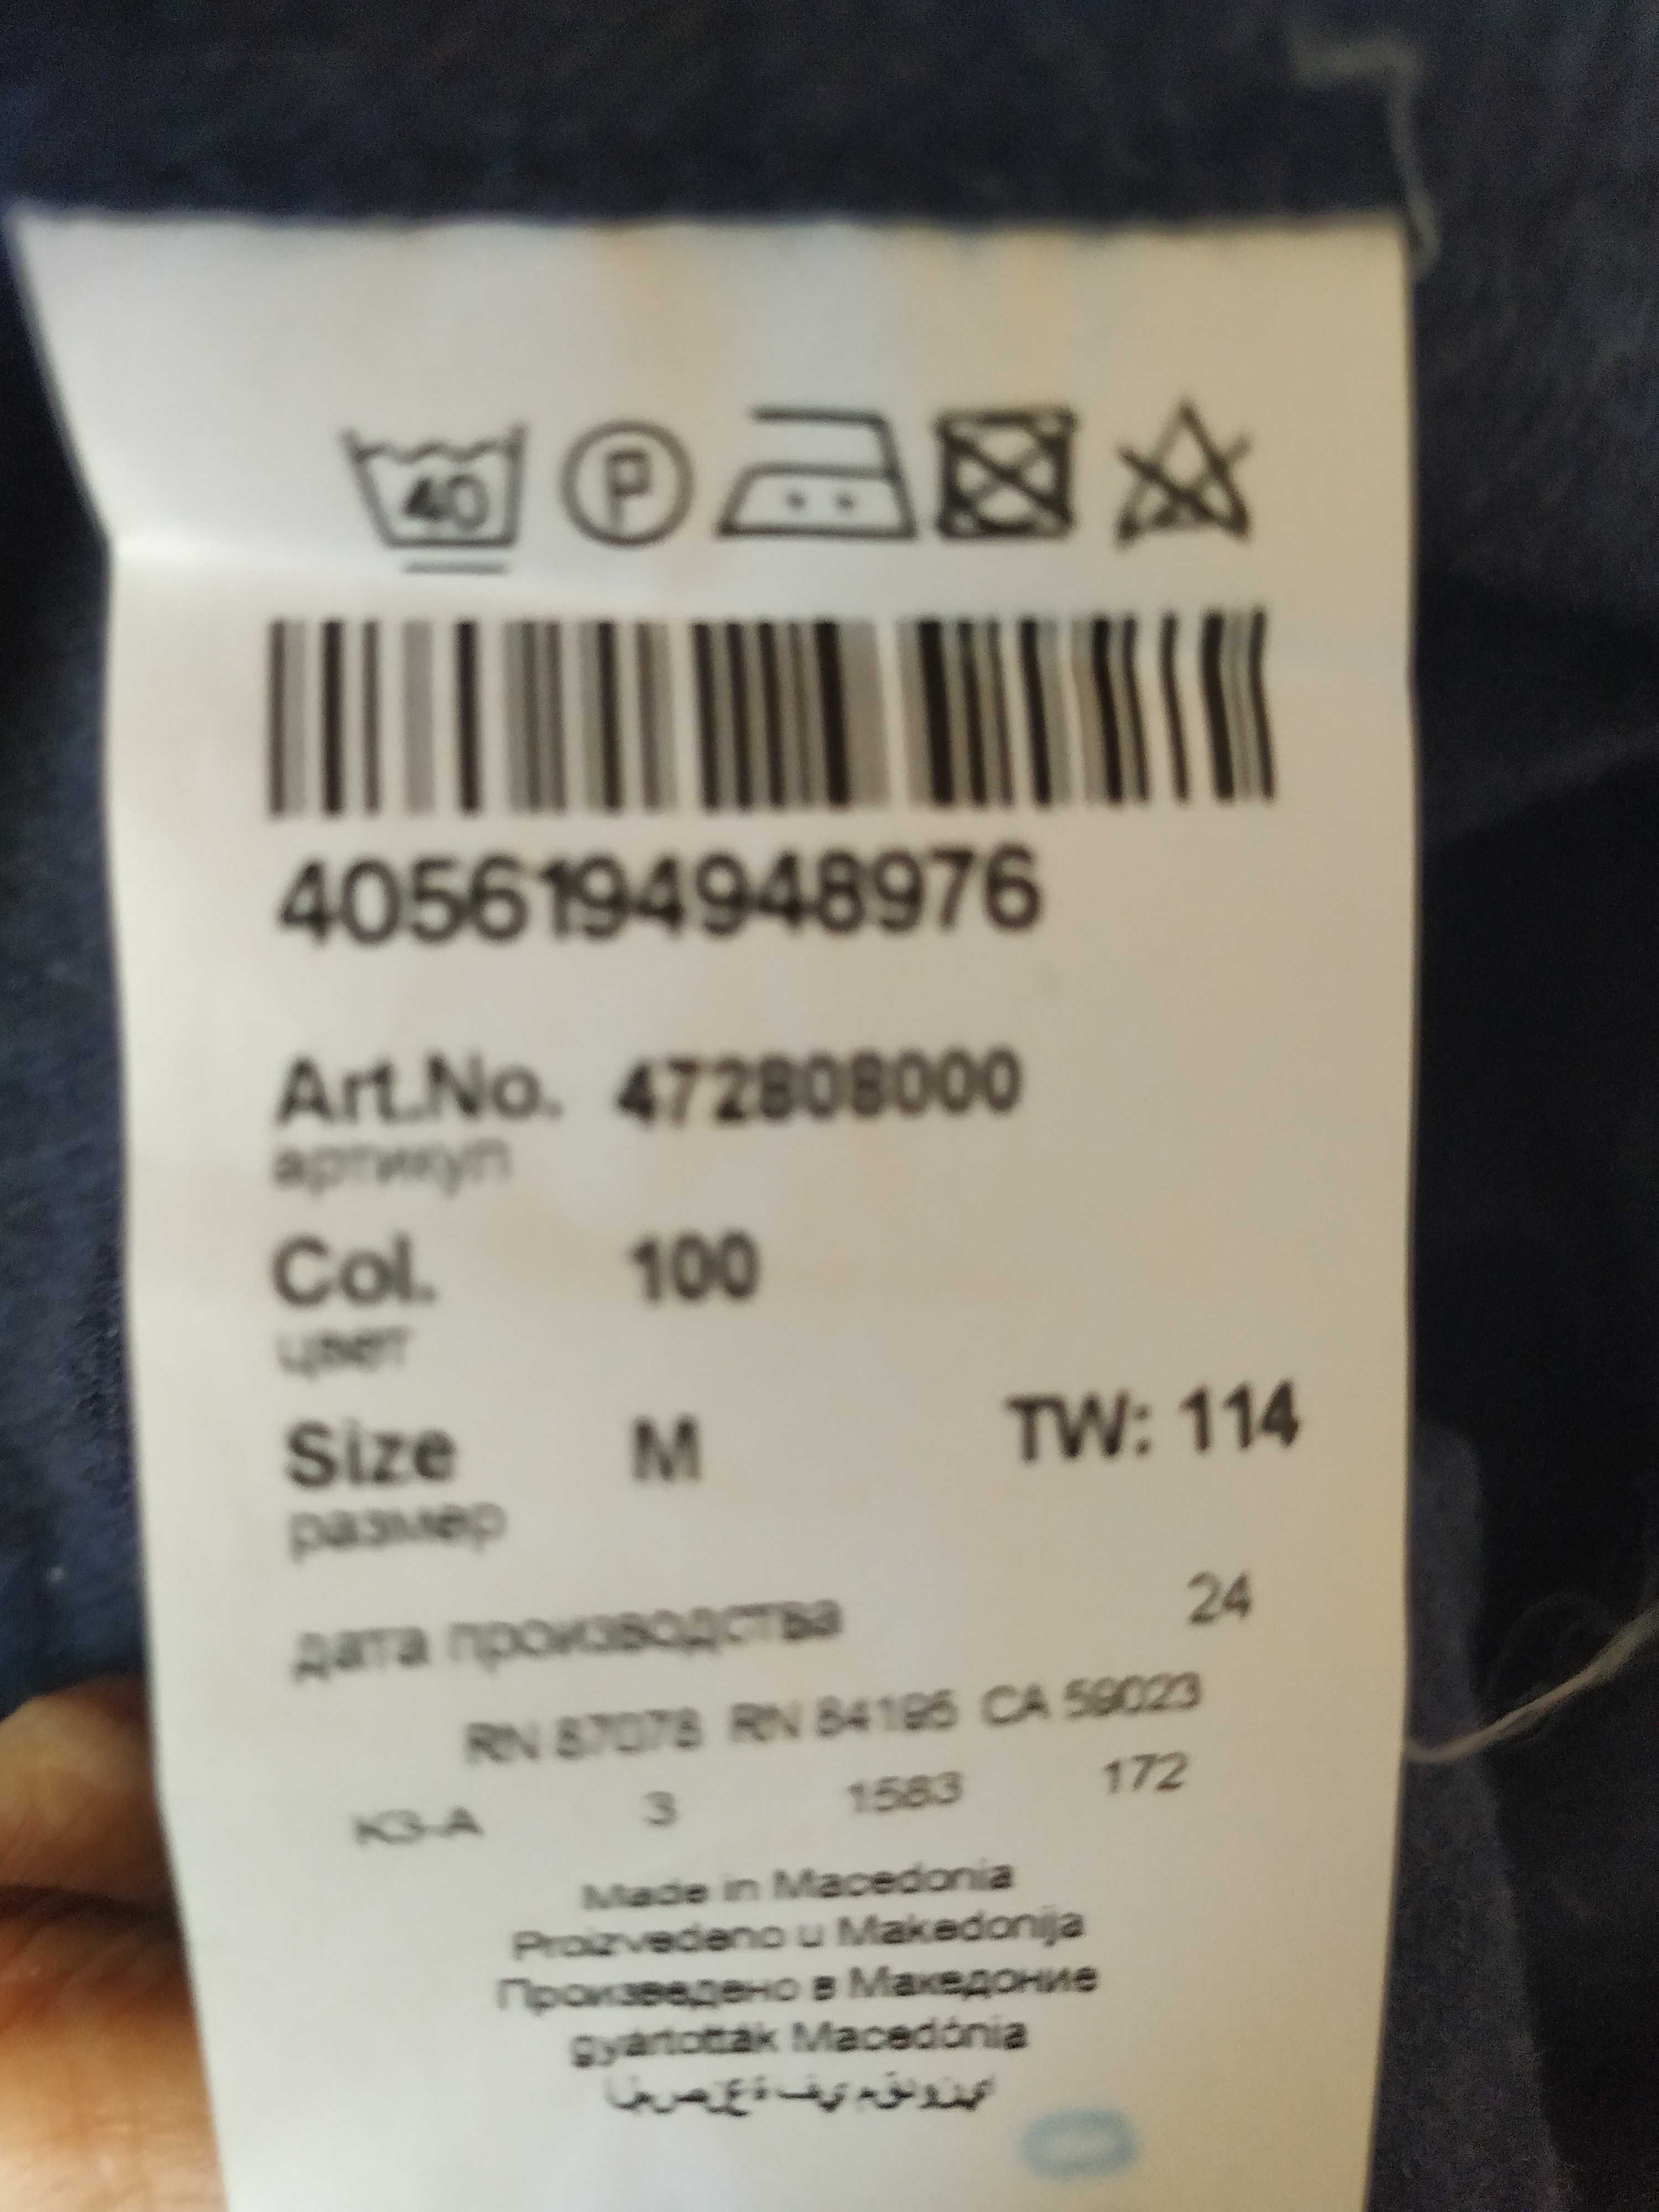 40
P
4056194948976
Art.No. 472808000
артикул
Col. 100
цвет
Size M TW: 114
размер
дата производства 24
RN 87078 RN 84195 CA 59023
K3-A 3 1583 172
Made in Macedonia
Proizvedeno u Makedonija
Произведено в Македоние
gyártották Macedónia